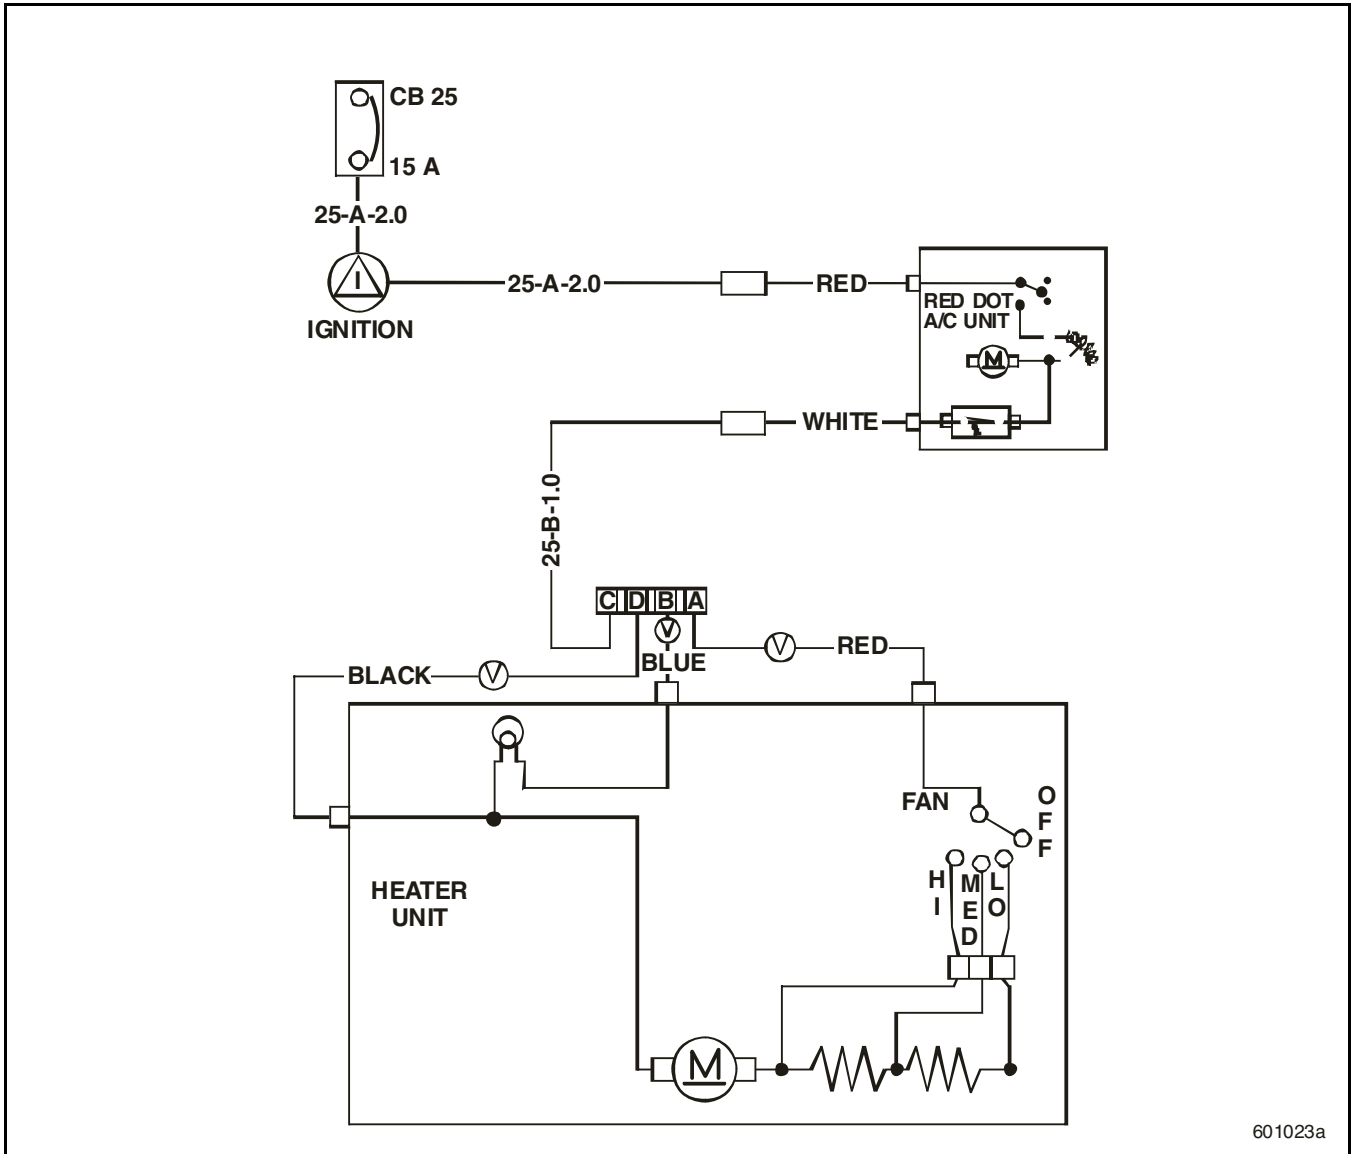 CB 25
15 A
25-A-2.0
I
IGNITION
25-A-2.0
RED
RED DOT
A/C UNIT
M
WHITE
25-B-1.0
C D B A
V
BLUE
V
RED
BLACK
V
FAN
OFF
HI
MED
LO
HEATER
UNIT
M
601023a